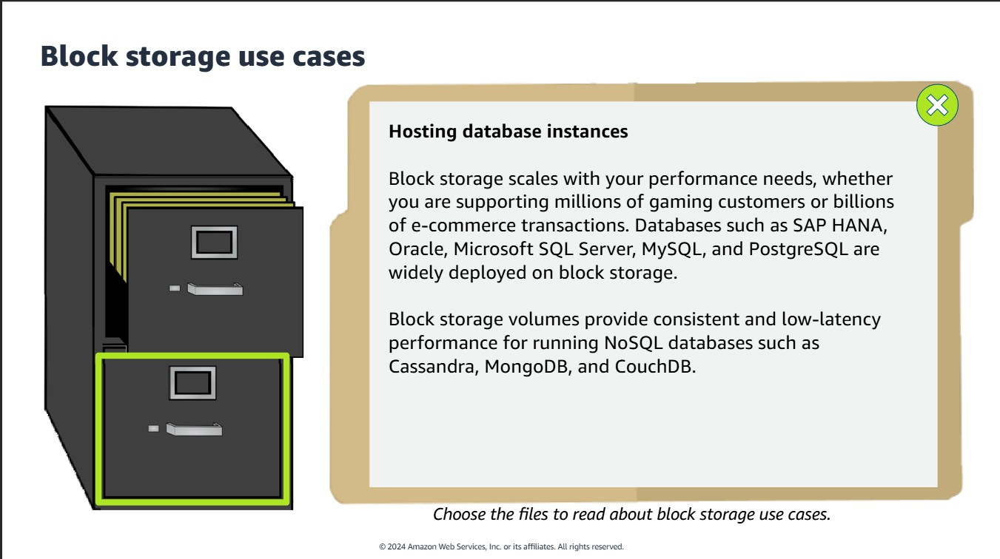 Block storage use cases
Hosting database instances
Block storage scales with your performance needs, whether
you are supporting millions of gaming customers or billions
of e-commerce transactions. Databases such as SAP HANA,
Oracle, Microsoft SQL Server, MySQL, and PostgreSQL are
widely deployed on block storage.
Block storage volumes provide consistent and low-latency
performance for running NoSQL databases such as
Cassandra, MongoDB, and CouchDB.
Choose the files to read about block storage use cases.
© 2024 Amazon Web Services, Inc. or its affiliates. All rights reserved.